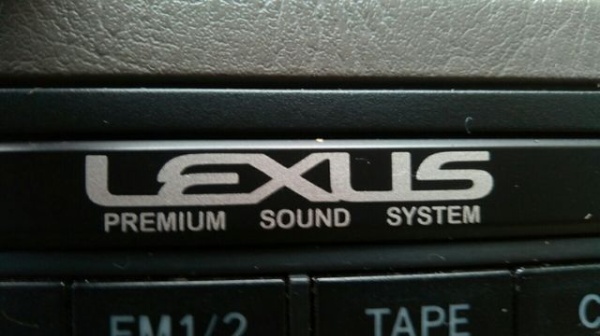 LEXUS
PREMIUM SOUND SYSTEM
FM1/2 TAPE C